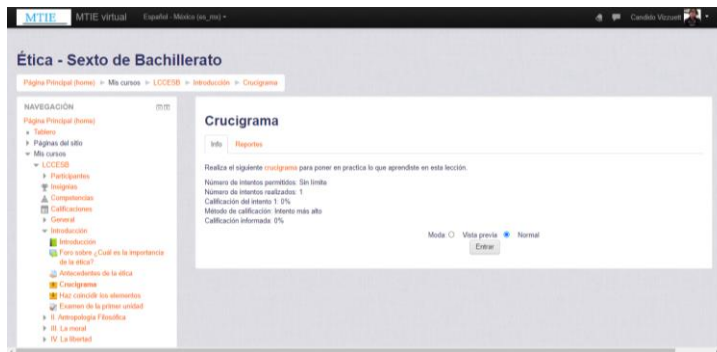 MTIE MTIE virtual Español - México (es_mx)
Candido Vizzuett
Ética - Sexto de Bachillerato
Página Principal (home) Mis cursos LCCESB Introducción Crucigrama
NAVEGACIÓN
Página Principal (home)
Tablero
Páginas del sitio
Mis cursos
LCCESB
Participantes
Insignias
Competencias
Calificaciones
General
Introducción
Introducción
Foro sobre ¿Cuál es la importancia
de la ética?
Antecedentes de la ética
Crucigrama
Haz coincidir los elementos
Examen de la primer unidad
II. Antropología Filosófica
III. La moral
IV. La libertad
Crucigrama
Info Reportes
Realiza el siguiente crucigrama para poner en practica lo que aprendiste en esta lección.
Número de intentos permitidos: Sin límite
Número de intentos realizados: 1
Calificación del intento 1: 0%
Método de calificación: Intento más alto
Calificación informada: 0%
Moda Vista previa Normal
Entrar